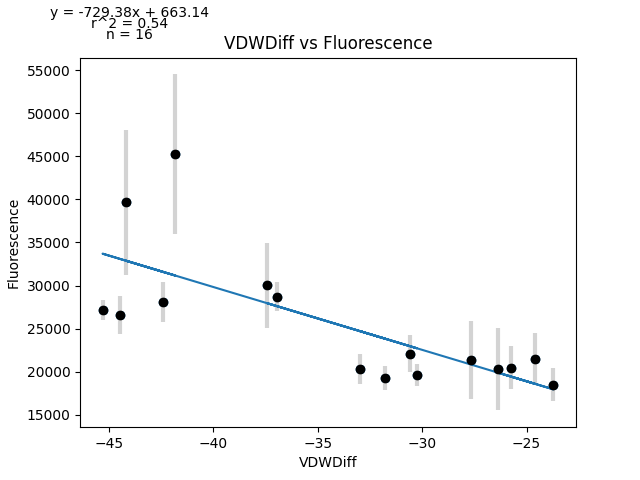 y = -729.38x + 663.14
r^2 = 0.54
n = 16
VDWDiff vs Fluorescence
55000
50000
45000
40000
35000
30000
25000
20000
15000
Fluorescence
−45
−40
−35
−30
−25
VDWDiff